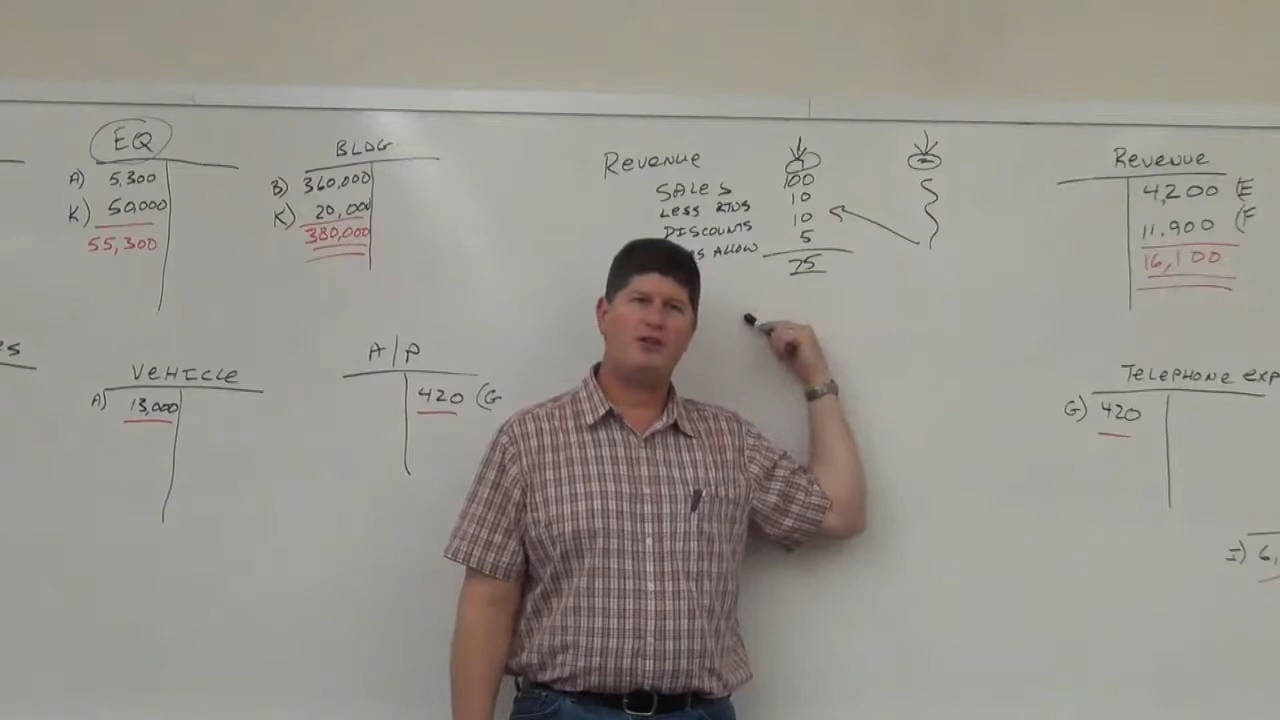 EQ
A) 5,300
K) 50,000
55,300
BLDG
B) 360,000
K) 20,000
380,000
Revenue
SALES 100
LESS RTNS 10
DISCOUNTS 10
ALLOW 5
75
Revenue
4,200 (E
11,900 (F
16,100
VEHICLE
A) 13,000
A/P
420 (G
TELEPHONE EXP
G) 420
I) 6,